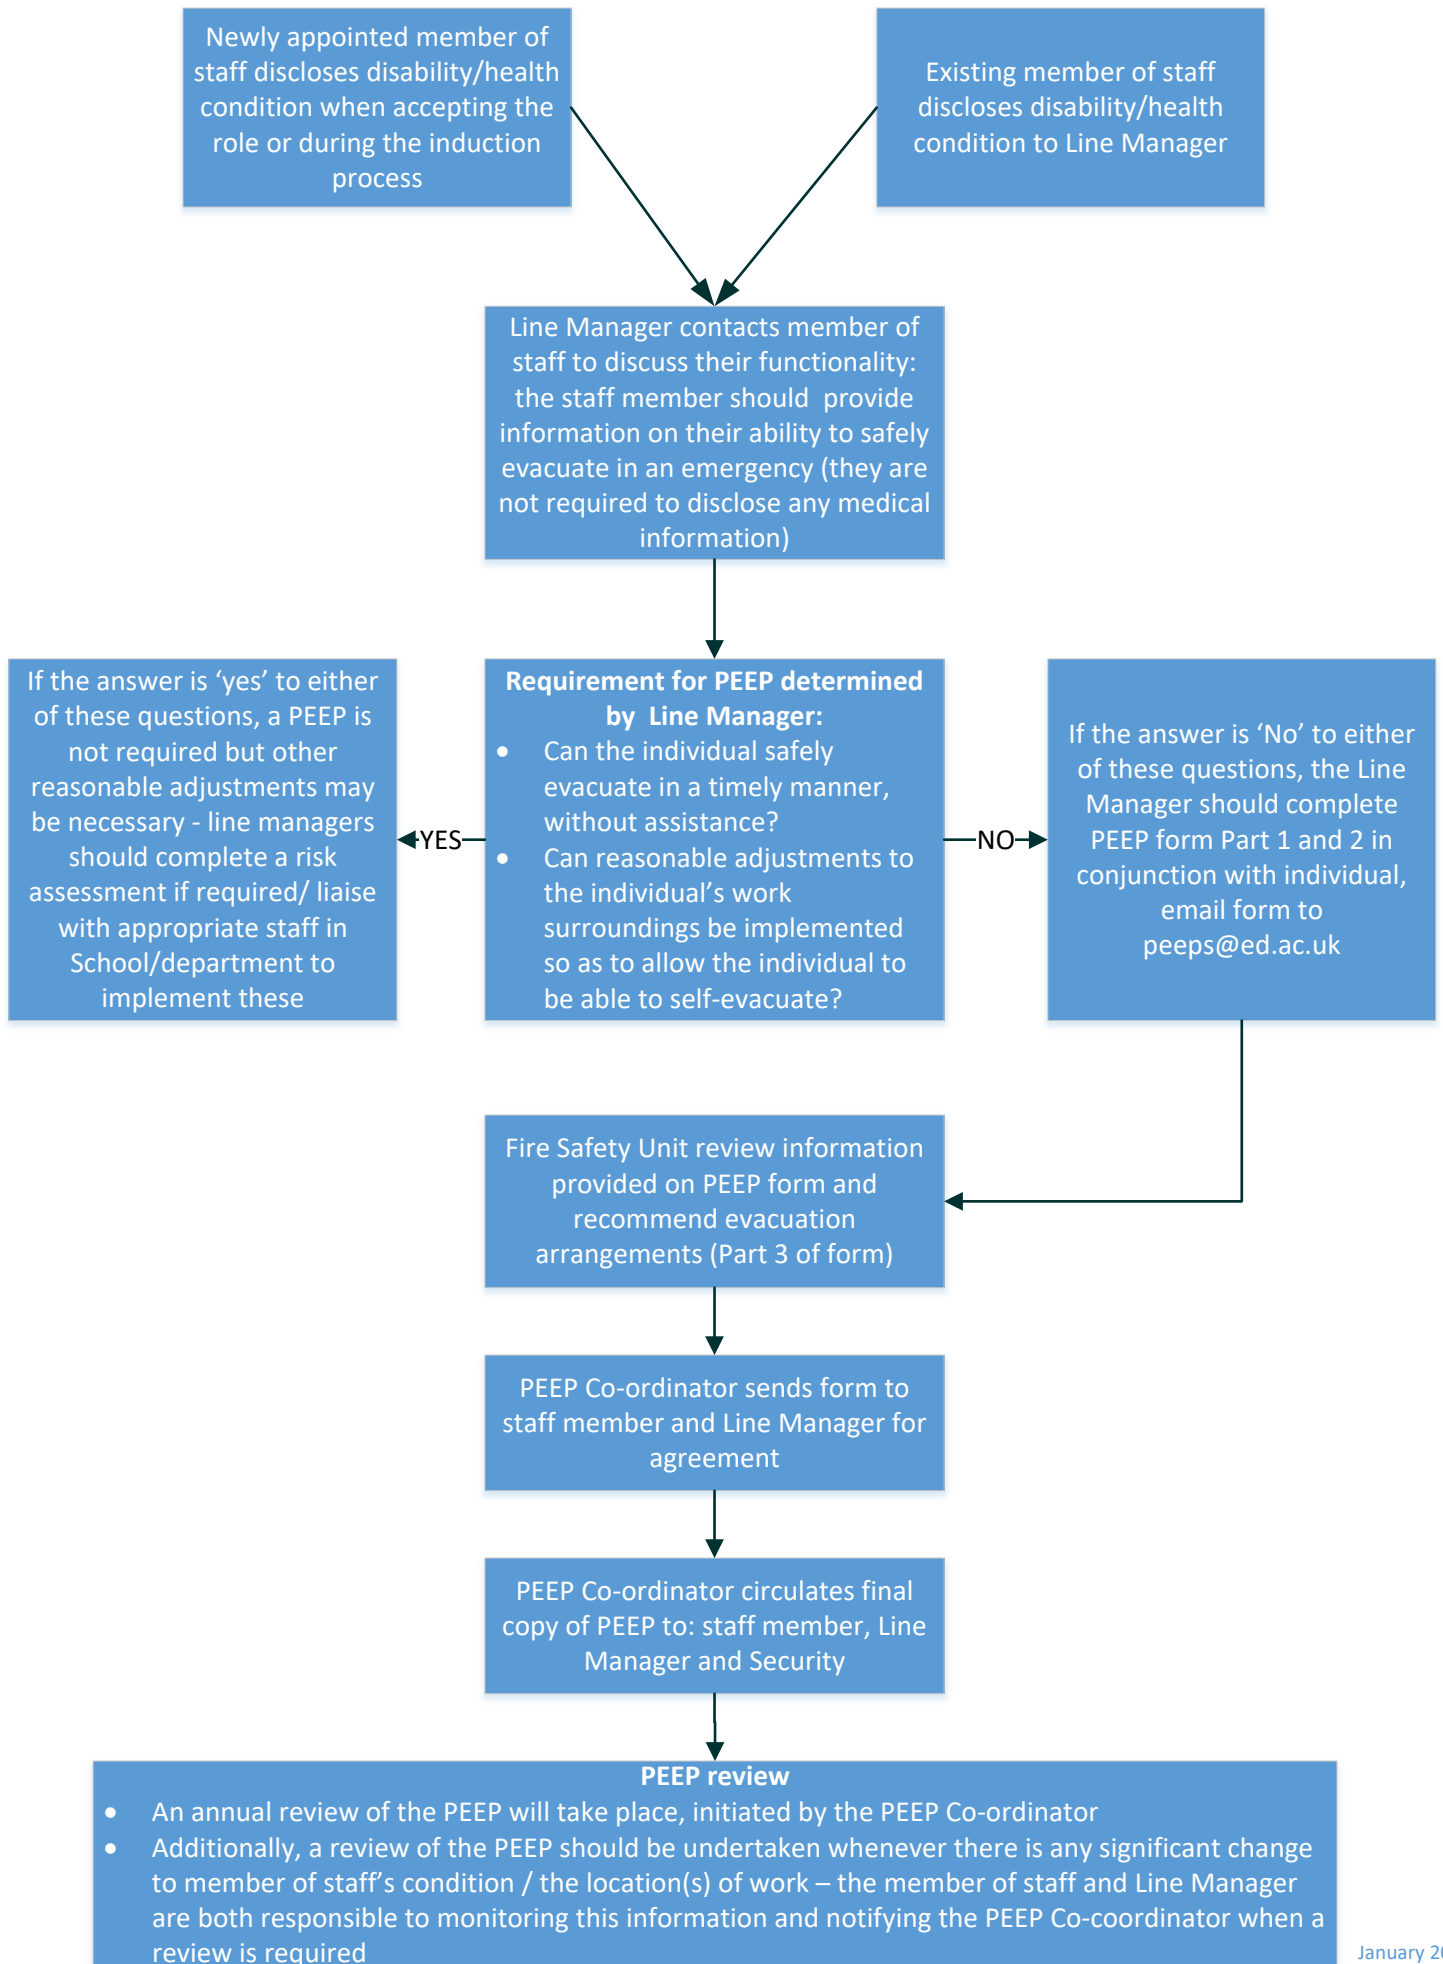 Newly appointed member of
staff discloses disability/health
condition when accepting the
role or during the induction
process
Existing member of staff
discloses disability/health
condition to Line Manager
Line Manager contacts member of
staff to discuss their functionality:
the staff member should  provide
information on their ability to safely
evacuate in an emergency (they are
not required to disclose any medical
information)
If the answer is ‘yes’ to either
of these questions, a PEEP is
not required but other
reasonable adjustments may
be necessary - line managers
should complete a risk
assessment if required/ liaise
with appropriate staff in
School/department to
implement these
YES
Requirement for PEEP determined
by  Line Manager:
• Can the individual safely
evacuate in a timely manner,
without assistance?
• Can reasonable adjustments to
the individual’s work
surroundings be implemented
so as to allow the individual to
be able to self-evacuate?
NO
If the answer is ‘No’ to either
of these questions, the Line
Manager should complete
PEEP form Part 1 and 2 in
conjunction with individual,
email form to
peeps@ed.ac.uk
Fire Safety Unit review information
provided on PEEP form and
recommend evacuation
arrangements (Part 3 of form)
PEEP Co-ordinator sends form to
staff member and Line Manager for
agreement
PEEP Co-ordinator circulates final
copy of PEEP to: staff member, Line
Manager and Security
PEEP review
• An annual review of the PEEP will take place, initiated by the PEEP Co-ordinator
• Additionally, a review of the PEEP should be undertaken whenever there is any significant change
to member of staff’s condition / the location(s) of work – the member of staff and Line Manager
are both responsible to monitoring this information and notifying the PEEP Co-coordinator when a
review is required
January